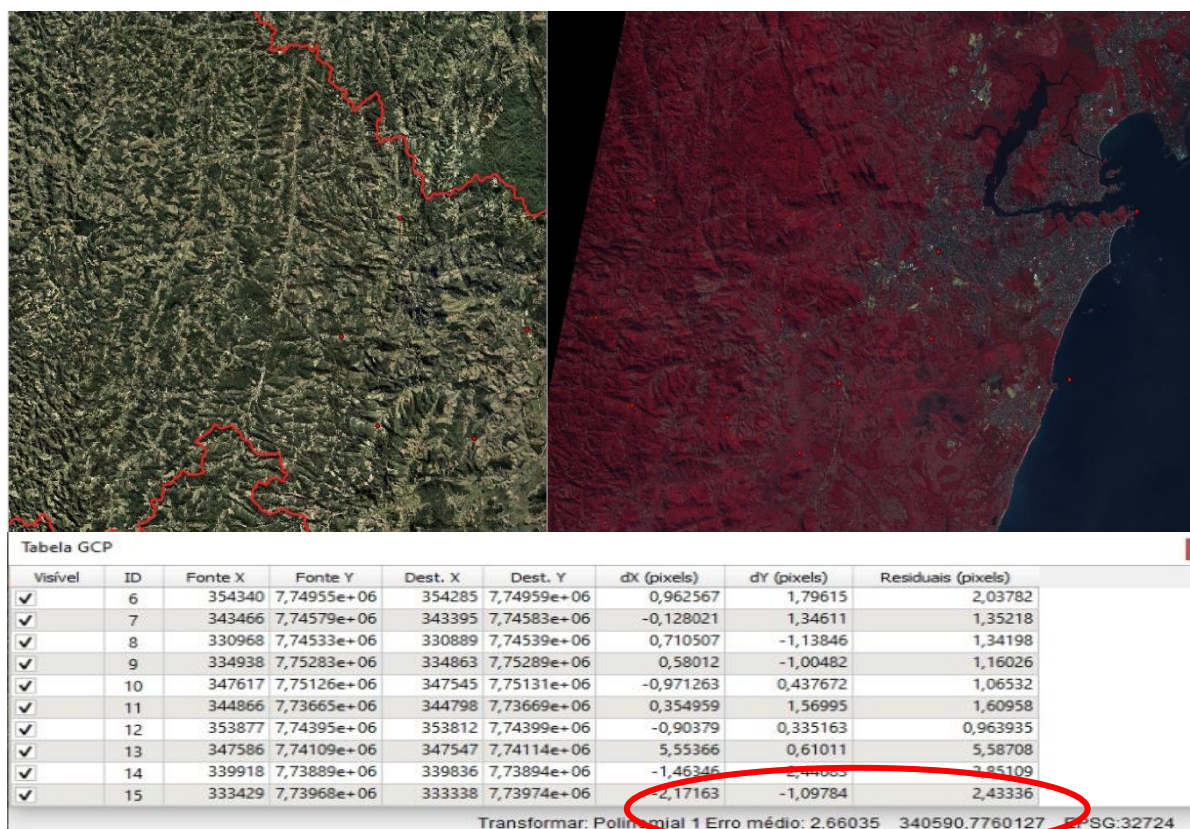 Tabela GCP
Visível ID Fonte X Fonte Y Dest. X Dest. Y dX (pixels) dY (pixels) Residuais (pixels)
6 354340 7,74955e+06 354285 7,74959e+06 0,962567 1,79615 2,03782
7 343466 7,74579e+06 343395 7,74583e+06 -0,128021 1,34611 1,35218
8 330968 7,74533e+06 330889 7,74539e+06 0,710507 -1,13846 1,34198
9 334938 7,75283e+06 334863 7,75289e+06 0,58012 -1,00482 1,16026
10 347617 7,75126e+06 347545 7,75131e+06 -0,971263 0,437672 1,06532
11 344866 7,73665e+06 344798 7,73669e+06 0,354959 1,56995 1,60958
12 353877 7,74395e+06 353812 7,74399e+06 -0,90379 0,335163 0,963935
13 347586 7,74109e+06 347547 7,74114e+06 5,55366 0,61011 5,58708
14 339918 7,73889e+06 339836 7,73894e+06 -1,46346
15 333429 7,73968e+06 333338 7,73974e+06 -2,17163 -1,09784 2,43336
Transformar: Polinomial 1 Erro médio: 2.66035 340590,7760127 EPSG:32724